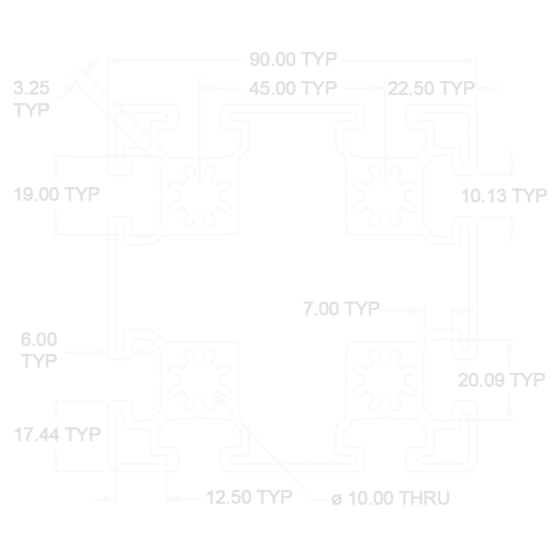 90.00 TYP
3.25
TYP
45.00 TYP
22.50 TYP
19.00 TYP
10.13 TYP
7.00 TYP
6.00
TYP
20.09 TYP
17.44 TYP
12.50 TYP
ø 10.00 THRU